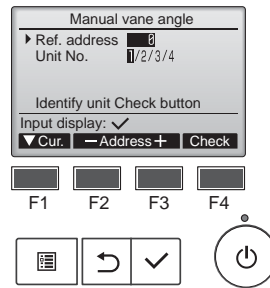 Manual vane angle
Ref. address 0
Unit No. 1/2/3/4
Identify unit Check button
Input display: ✓
▼Cur. −Address+ Check
F1 F2 F3 F4